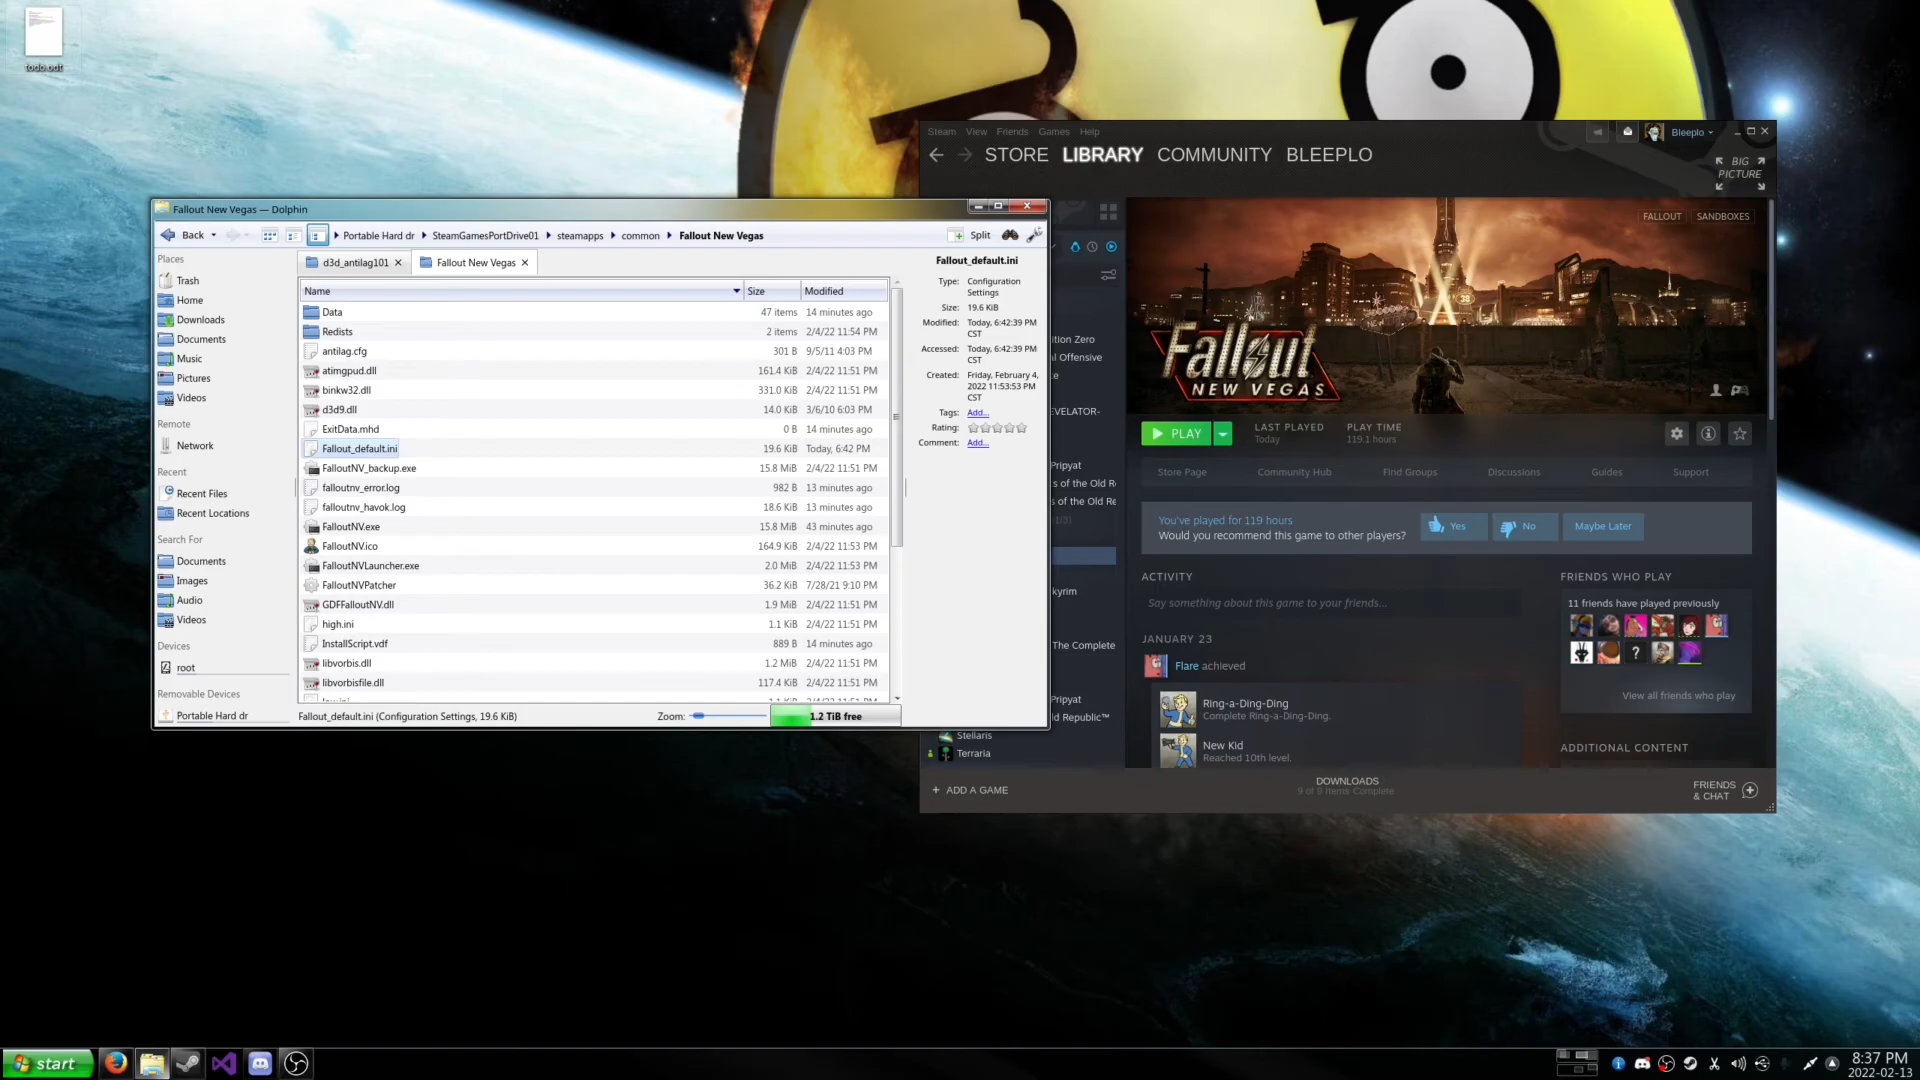 todo.odt
Steam View Friends Games Help
Bleeplo
STORE LIBRARY COMMUNITY BLEEPLO
BIG
PICTURE
Fallout New Vegas — Dolphin
Back
Portable Hard dr SteamGamesPortDrive01 steamapps common Fallout New Vegas
Split
Places
Trash
Home
Downloads
Documents
Music
Pictures
Videos
Remote
Network
Recent
Recent Files
Recent Locations
Search For
Documents
Images
Audio
Videos
Devices
root
Removable Devices
Portable Hard dr
d3d_antilag101
Fallout New Vegas
Name Size Modified
Data 47 items 14 minutes ago
Redists 2 items 2/4/22 11:54 PM
antilag.cfg 301 B 9/5/11 4:03 PM
atimgpud.dll 161.4 KiB 2/4/22 11:51 PM
binkw32.dll 331.0 KiB 2/4/22 11:51 PM
d3d9.dll 14.0 KiB 3/6/10 6:03 PM
ExitData.mhd 0 B 14 minutes ago
Fallout_default.ini 19.6 KiB Today, 6:42 PM
FalloutNV_backup.exe 15.8 MiB 2/4/22 11:51 PM
falloutnv_error.log 982 B 13 minutes ago
falloutnv_havok.log 18.6 KiB 13 minutes ago
FalloutNV.exe 15.8 MiB 43 minutes ago
FalloutNV.ico 164.9 KiB 2/4/22 11:53 PM
FalloutNVLauncher.exe 2.0 MiB 2/4/22 11:53 PM
FalloutNVPatcher 36.2 KiB 7/28/21 9:10 PM
GDFFalloutNV.dll 1.9 MiB 2/4/22 11:51 PM
high.ini 1.1 KiB 2/4/22 11:51 PM
InstallScript.vdf 889 B 14 minutes ago
libvorbis.dll 1.2 MiB 2/4/22 11:51 PM
libvorbisfile.dll 117.4 KiB 2/4/22 11:51 PM
Fallout_default.ini (Configuration Settings, 19.6 KiB)
Zoom:
1.2 TiB free
Fallout_default.ini
Type: Configuration
Settings
Size: 19.6 KiB
Modified: Today, 6:42:39 PM
CST
Accessed: Today, 6:42:39 PM
CST
Created: Friday, February 4,
2022 11:53:53 PM
CST
Tags: Add...
Rating:
Comment: Add...
ition Zero
al Offensive
te
EVELATOR-
Pripyat
s of the Old Re
s of the Old Re
kyrim
The Complete
Pripyat
ld Republic™
Stellaris
Terraria
FALLOUT SANDBOXES
Fallout
NEW VEGAS
PLAY
LAST PLAYED
Today
PLAY TIME
119.1 hours
Store Page Community Hub Find Groups Discussions Guides Support
You've played for 119 hours
Would you recommend this game to other players?
Yes
No
Maybe Later
ACTIVITY
Say something about this game to your friends...
JANUARY 23
Flare achieved
Ring-a-Ding-Ding
Complete Ring-a-Ding-Ding.
New Kid
Reached 10th level.
FRIENDS WHO PLAY
11 friends have played previously
?
View all friends who play
ADDITIONAL CONTENT
+ ADD A GAME
DOWNLOADS
9 of 9 Items Complete
FRIENDS
& CHAT
start
8:37 PM
2022-02-13